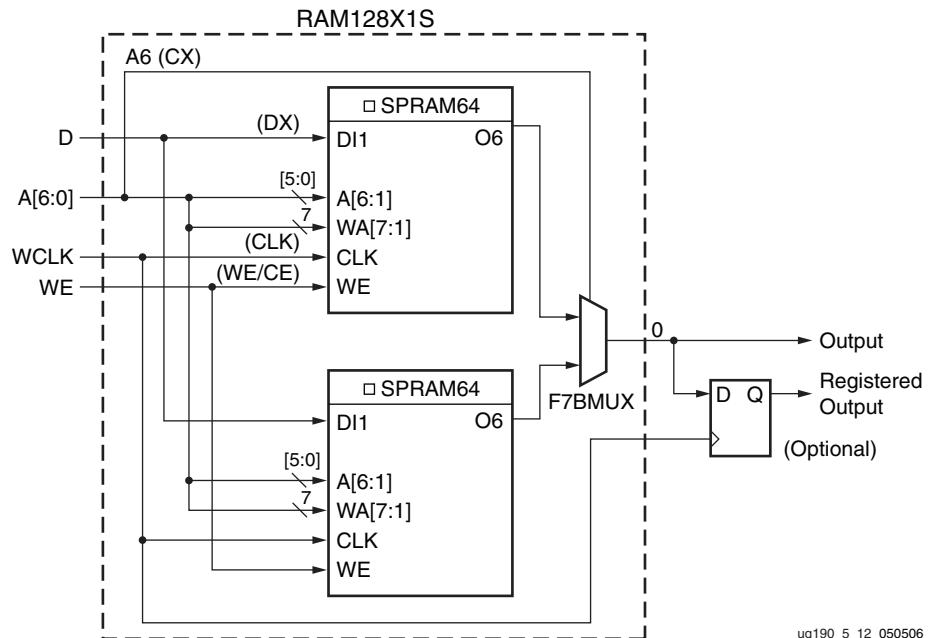 RAM128X1S
A6 (CX)
□ SPRAM64
D
(DX)
DI1
O6
[5:0]
A[6:0]
A[6:1]
7
WA[7:1]
WCLK
(CLK)
CLK
WE
(WE/CE)
WE
0
Output
□ SPRAM64
F7BMUX
D Q
Registered
Output
DI1
O6
(Optional)
[5:0]
A[6:1]
7
WA[7:1]
CLK
WE
ug190_5_12_050506